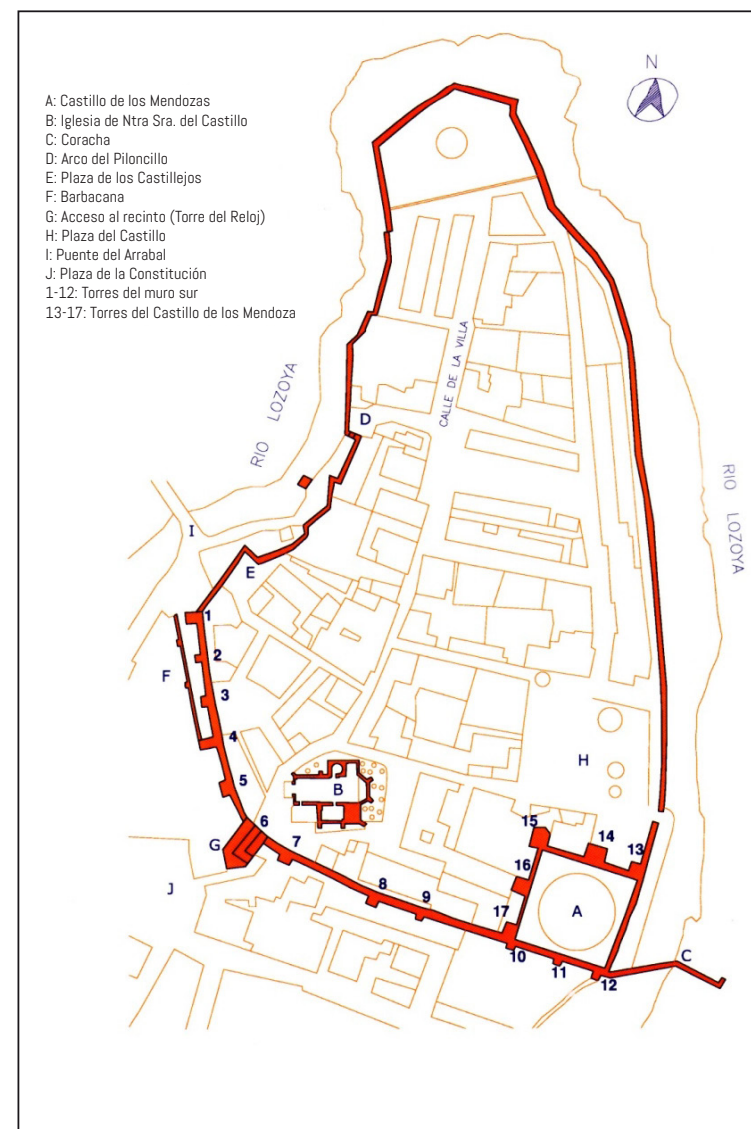 N
A: Castillo de los Mendozas
B: Iglesia de Ntra Sra. del Castillo
C: Coracha
D: Arco del Piloncillo
E: Plaza de los Castillejos
F: Barbacana
G: Acceso al recinto (Torre del Reloj)
H: Plaza del Castillo
I: Puente del Arrabal
J: Plaza de la Constitución
1-12: Torres del muro sur
13-17: Torres del Castillo de los Mendoza
CALLE DE LA VILLA
RIO LOZOYA
D
RIO LOZOYA
I
E
1
2
F
3
4
H
5
B
6
15
14
G
7
13
16
J
8
9
A
17
10
11
C
12